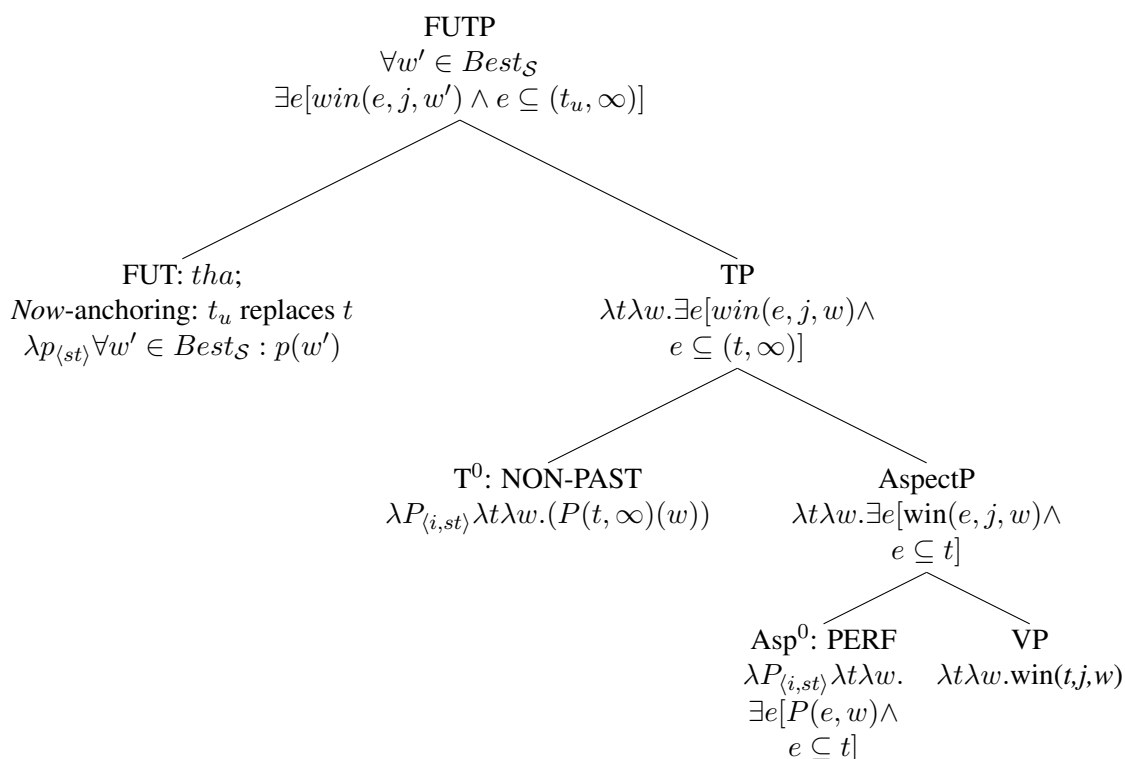 FUTP
∀w′ ∈ Best_S
∃e[win(e, j, w′) ∧ e ⊆ (t_u, ∞)]
FUT: tha;
Now-anchoring: t_u replaces t
λp_⟨st⟩∀w′ ∈ Best_S : p(w′)
TP
λtλw.∃e[win(e, j, w)∧
e ⊆ (t, ∞)]
T⁰: NON-PAST
λP_⟨i,st⟩λtλw.(P(t, ∞)(w))
AspectP
λtλw.∃e[win(e, j, w)∧
e ⊆ t]
Asp⁰: PERF
λP_⟨i,st⟩λtλw.
∃e[P(e, w)∧
e ⊆ t]
VP
λtλw.win(t,j,w)